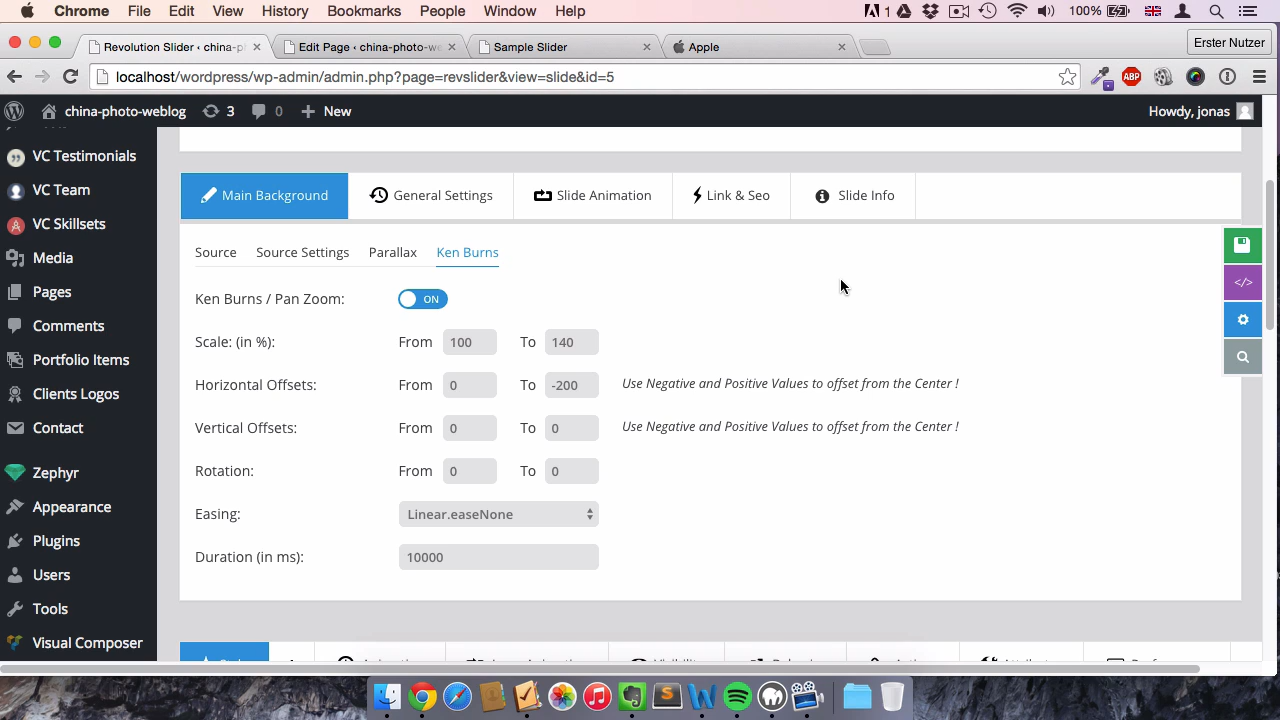 Chrome File Edit View History Bookmarks People Window Help 1 100%
Revolution Slider ‹ china-p Edit Page ‹ china-photo-we Sample Slider Apple Erster Nutzer
localhost/wordpress/wp-admin/admin.php?page=revslider&view=slide&id=5 ABP
china-photo-weblog 3 0 New Howdy, jonas
VC Testimonials
VC Team
VC Skillsets
Media
Pages
Comments
Portfolio Items
Clients Logos
Contact
Zephyr
Appearance
Plugins
Users
Tools
Visual Composer
Main Background General Settings Slide Animation Link & Seo Slide Info
Source Source Settings Parallax Ken Burns
Ken Burns / Pan Zoom: ON
Scale: (in %): From 100 To 140
Horizontal Offsets: From 0 To -200 Use Negative and Positive Values to offset from the Center !
Vertical Offsets: From 0 To 0 Use Negative and Positive Values to offset from the Center !
Rotation: From 0 To 0
Easing: Linear.easeNone
Duration (in ms): 10000